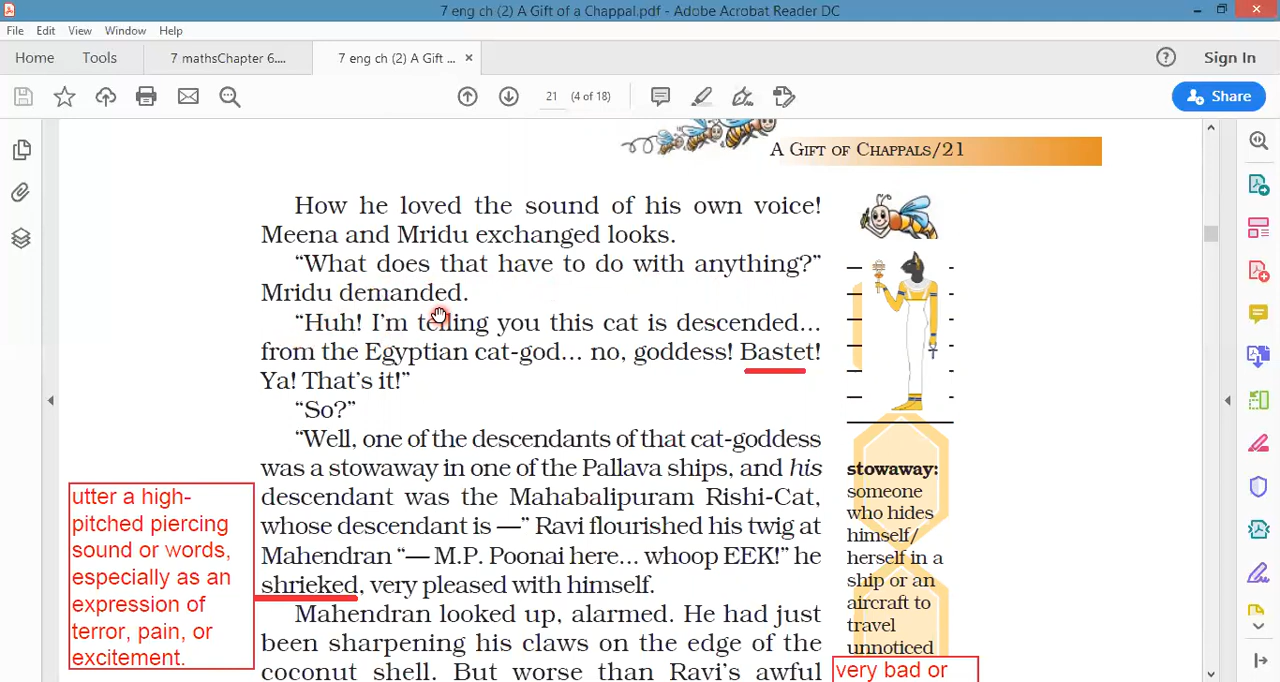 7 eng ch (2) A Gift of a Chappal.pdf - Adobe Acrobat Reader DC
File Edit View Window Help
Home Tools 7 mathsChapter 6.... 7 eng ch (2) A Gift ... × Sign In
21 (4 of 18) Share
A GIFT OF CHAPPALS/21
How he loved the sound of his own voice!
Meena and Mridu exchanged looks.
“What does that have to do with anything?”
Mridu demanded.
“Huh! I'm telling you this cat is descended...
from the Egyptian cat-god... no, goddess! Bastet!
Ya! That's it!”
“So?”
“Well, one of the descendants of that cat-goddess
was a stowaway in one of the Pallava ships, and his
descendant was the Mahabalipuram Rishi-Cat,
whose descendant is —” Ravi flourished his twig at
Mahendran “— M.P. Poonai here... whoop EEK!” he
shrieked, very pleased with himself.
Mahendran looked up, alarmed. He had just
been sharpening his claws on the edge of the
coconut shell. But worse than Ravi's awful
utter a high-
pitched piercing
sound or words,
especially as an
expression of
terror, pain, or
excitement.
stowaway:
someone
who hides
himself/
herself in a
ship or an
aircraft to
travel
unnoticed
very bad or